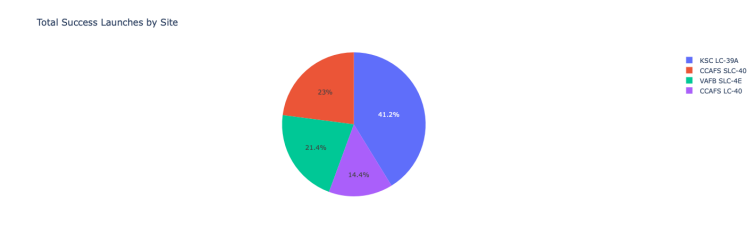 Total Success Launches by Site
KSC LC-39A
CCAFS SLC-40
VAFB SLC-4E
CCAFS LC-40
23%
41.2%
21.4%
14.4%